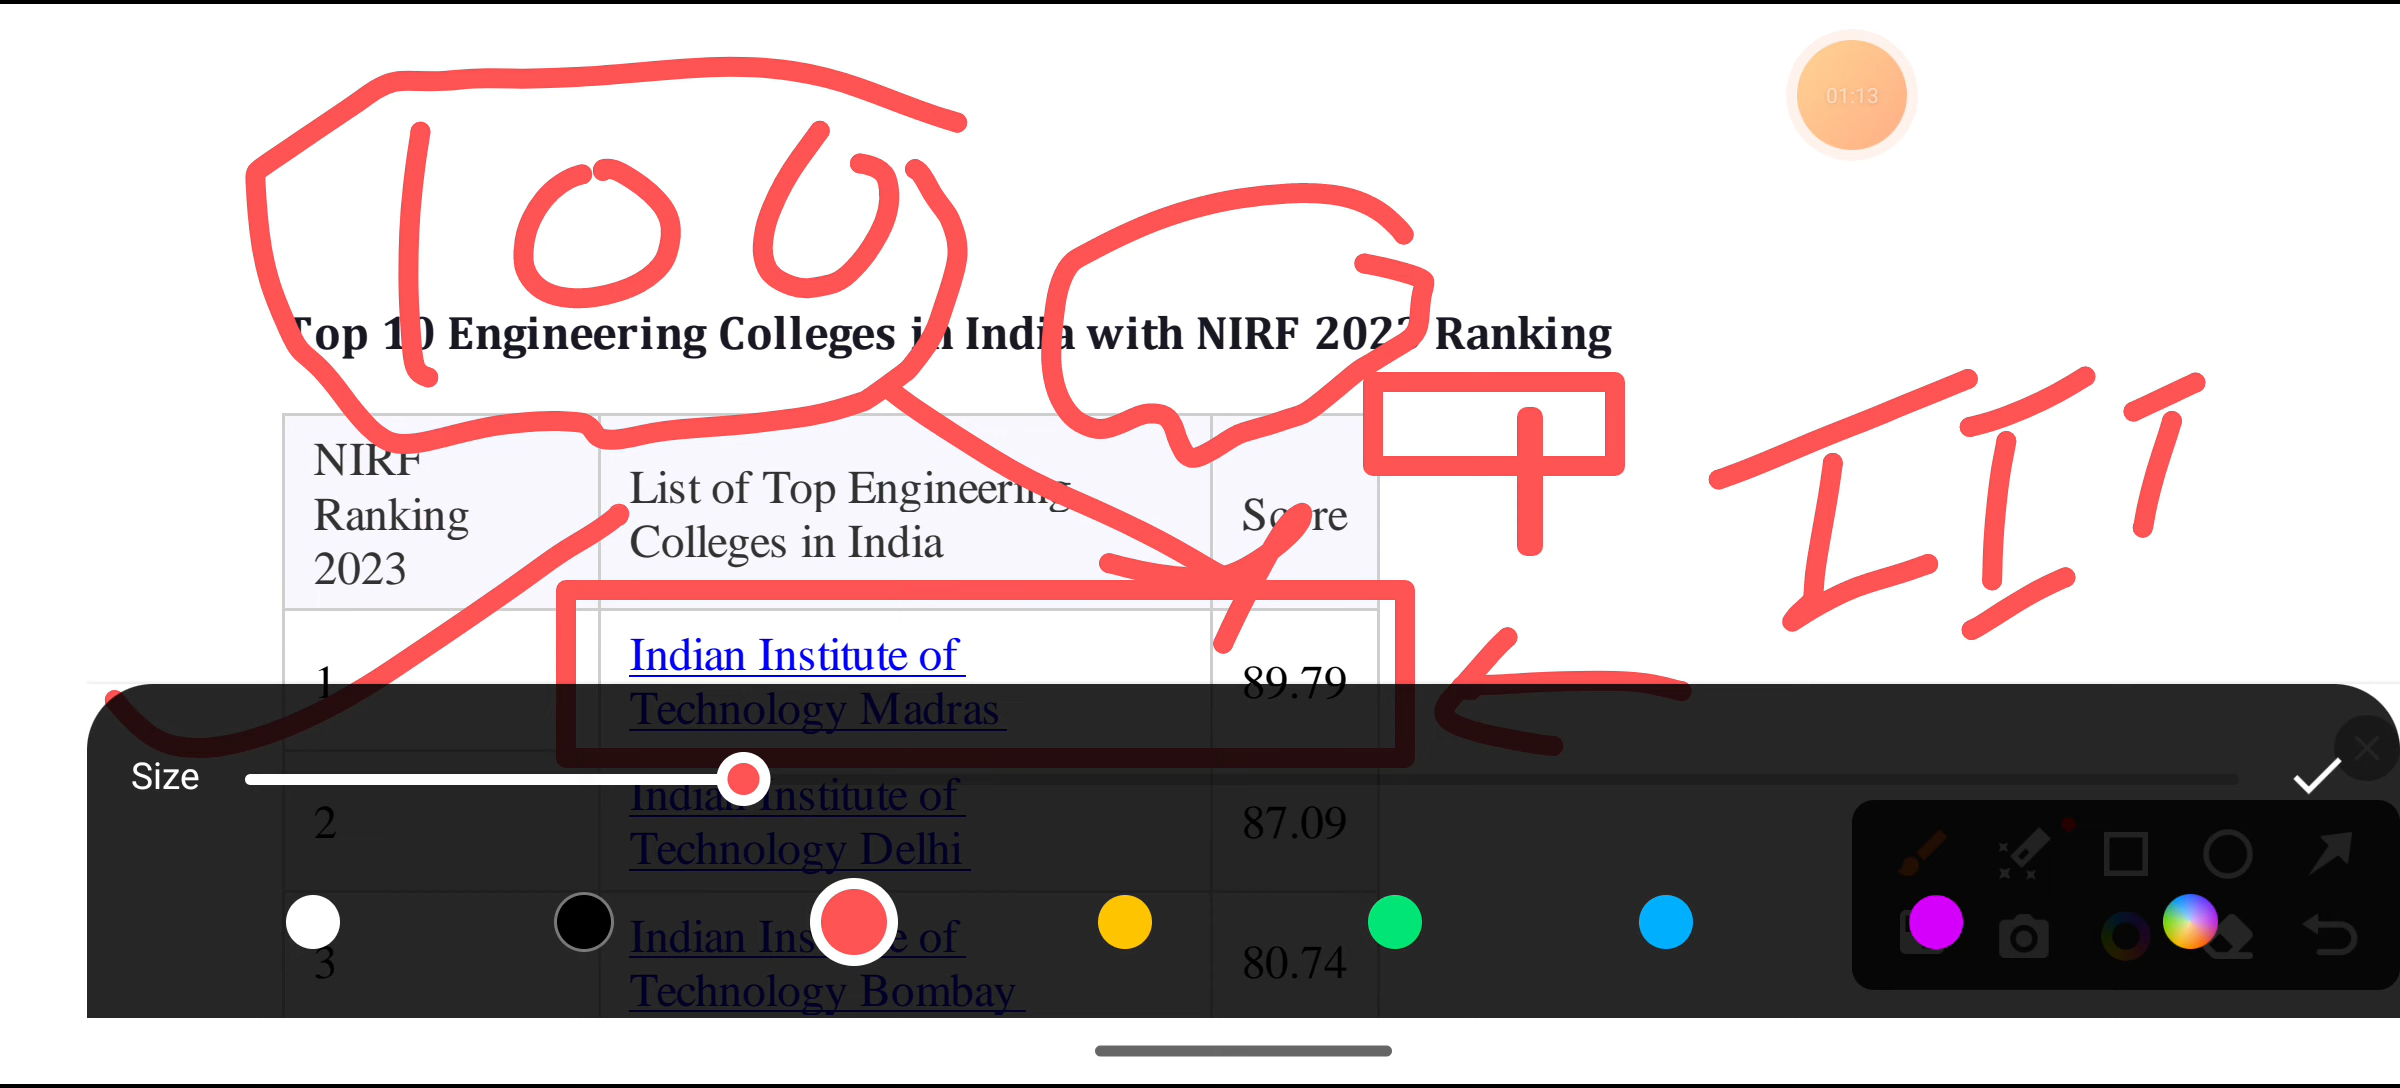 01:13
100
Top 10 Engineering Colleges in India with NIRF 2023 Ranking
IIT
NIRF
Ranking
2023
List of Top Engineering
Colleges in India
Score
1
Indian Institute of
Technology Madras
89.79
Size
2
Indian Institute of
Technology Delhi
87.09
3
Indian Institute of
Technology Bombay
80.74